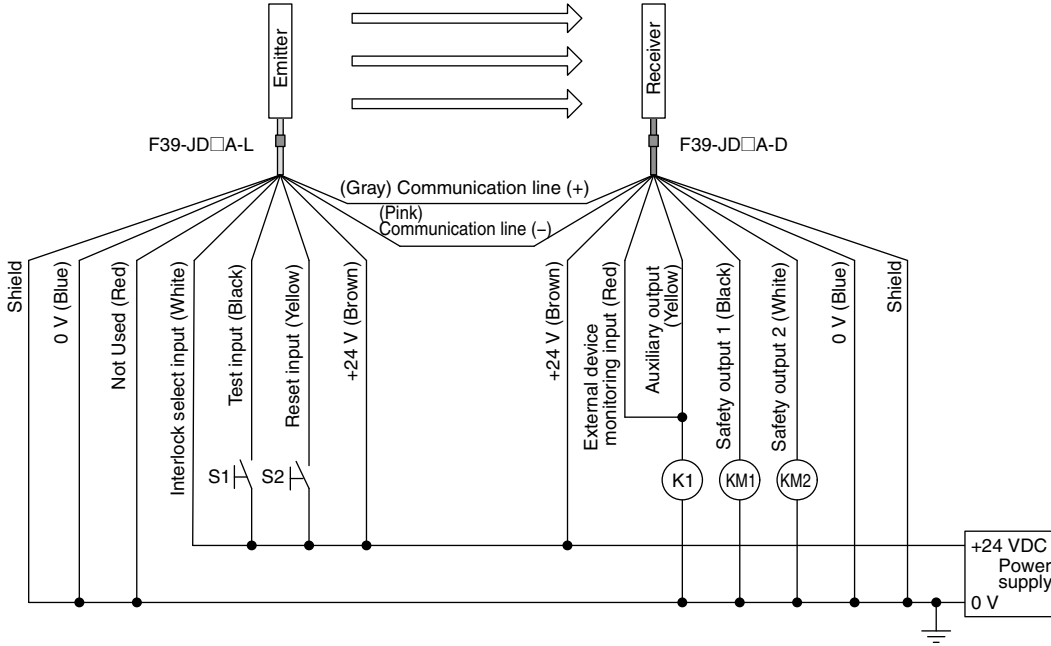 Emitter
Receiver
F39-JD□A-L
F39-JD□A-D
(Gray) Communication line (+)
(Pink)
Communication line (−)
Shield
0 V (Blue)
Not Used (Red)
Interlock select input (White)
Test input (Black)
Reset input (Yellow)
+24 V (Brown)
+24 V (Brown)
External device
monitoring input (Red)
Auxiliary output
(Yellow)
Safety output 1 (Black)
Safety output 2 (White)
0 V (Blue)
Shield
S1
S2
K1
KM1
KM2
+24 VDC
Power
supply
0 V